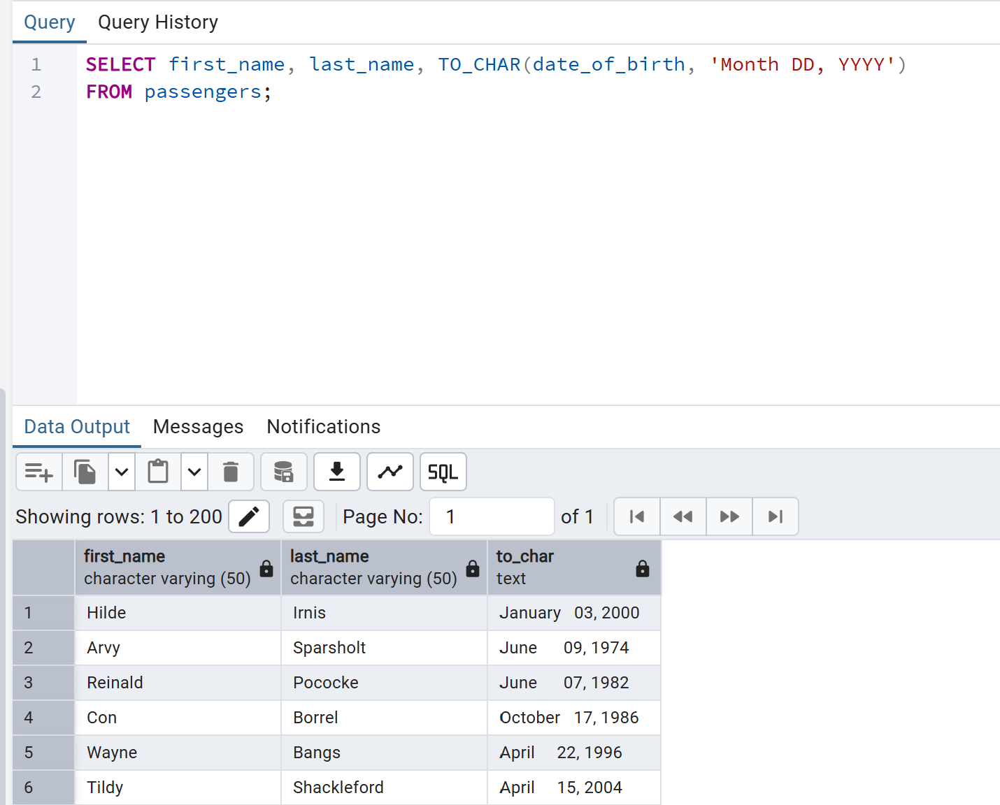 Query Query History
1 SELECT first_name, last_name, TO_CHAR(date_of_birth, 'Month DD, YYYY')
2 FROM passengers;
Data Output Messages Notifications
SQL
Showing rows: 1 to 200 Page No: 1 of 1
first_name last_name to_char
character varying (50) character varying (50) text
1 Hilde Irnis January   03, 2000
2 Arvy Sparsholt June      09, 1974
3 Reinald Pococke June      07, 1982
4 Con Borrel October   17, 1986
5 Wayne Bangs April     22, 1996
6 Tildy Shackleford April     15, 2004